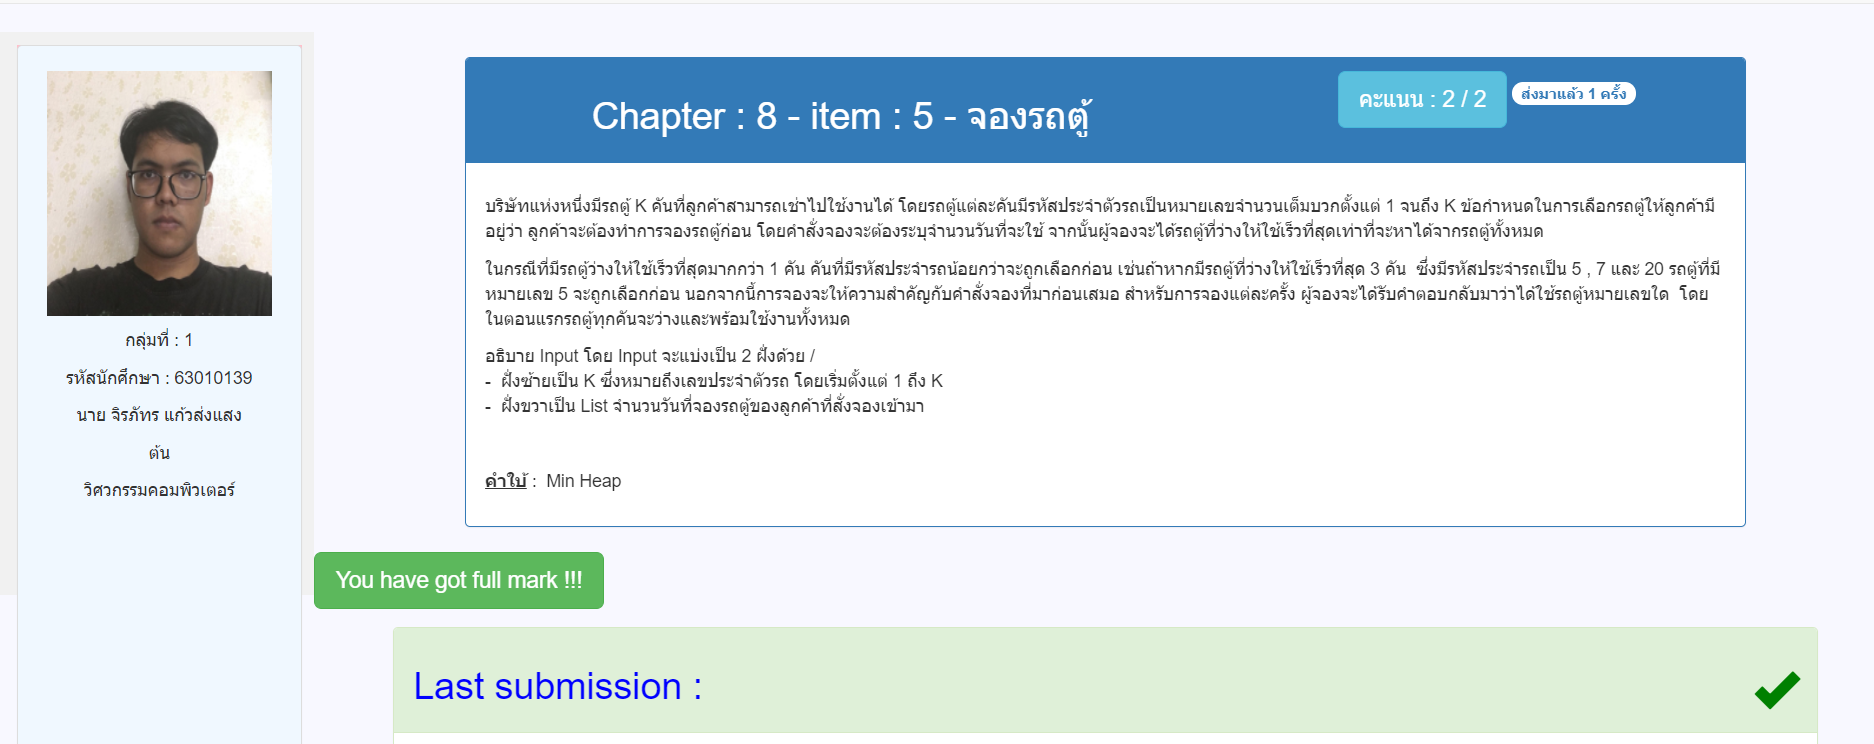 กลุ่มที่ : 1
รหัสนักศึกษา : 63010139
นาย จิรภัทร แก้วส่งแสง
ต้น
วิศวกรรมคอมพิวเตอร์
Chapter : 8 - item : 5 - จองรถตู้
คะแนน : 2 / 2
ส่งมาแล้ว 1 ครั้ง
บริษัทแห่งหนึ่งมีรถตู้ K คันที่ลูกค้าสามารถเช่าไปใช้งานได้ โดยรถตู้แต่ละคันมีรหัสประจำตัวรถเป็นหมายเลขจำนวนเต็มบวกตั้งแต่ 1 จนถึง K ข้อกำหนดในการเลือกรถตู้ให้ลูกค้ามี
อยู่ว่า ลูกค้าจะต้องทำการจองรถตู้ก่อน โดยคำสั่งจองจะต้องระบุจำนวนวันที่จะใช้ จากนั้นผู้จองจะได้รถตู้ที่ว่างให้ใช้เร็วที่สุดเท่าที่จะหาได้จากรถตู้ทั้งหมด
ในกรณีที่มีรถตู้ว่างให้ใช้เร็วที่สุดมากกว่า 1 คัน คันที่มีรหัสประจำรถน้อยกว่าจะถูกเลือกก่อน เช่นถ้าหากมีรถตู้ที่ว่างให้ใช้เร็วที่สุด 3 คัน ซึ่งมีรหัสประจำรถเป็น 5 , 7 และ 20 รถตู้ที่มี
หมายเลข 5 จะถูกเลือกก่อน นอกจากนี้การจองจะให้ความสำคัญกับคำสั่งจองที่มาก่อนเสมอ สำหรับการจองแต่ละครั้ง ผู้จองจะได้รับคำตอบกลับมาว่าได้ใช้รถตู้หมายเลขใด โดย
ในตอนแรกรถตู้ทุกคันจะว่างและพร้อมใช้งานทั้งหมด
อธิบาย Input โดย Input จะแบ่งเป็น 2 ฝั่งด้วย /
- ฝั่งซ้ายเป็น K ซึ่งหมายถึงเลขประจำตัวรถ โดยเริ่มตั้งแต่ 1 ถึง K
- ฝั่งขวาเป็น List จำนวนวันที่จองรถตู้ของลูกค้าที่สั่งจองเข้ามา
คำใบ้ : Min Heap
You have got full mark !!!
Last submission :